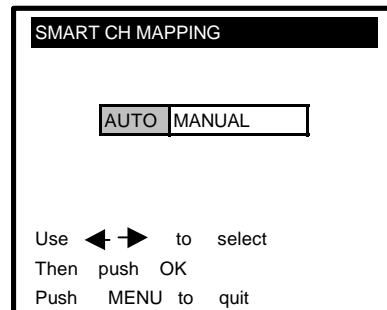 SMART CH MAPPING
AUTO MANUAL
Use ◀- -▶ to select
Then push OK
Push MENU to quit